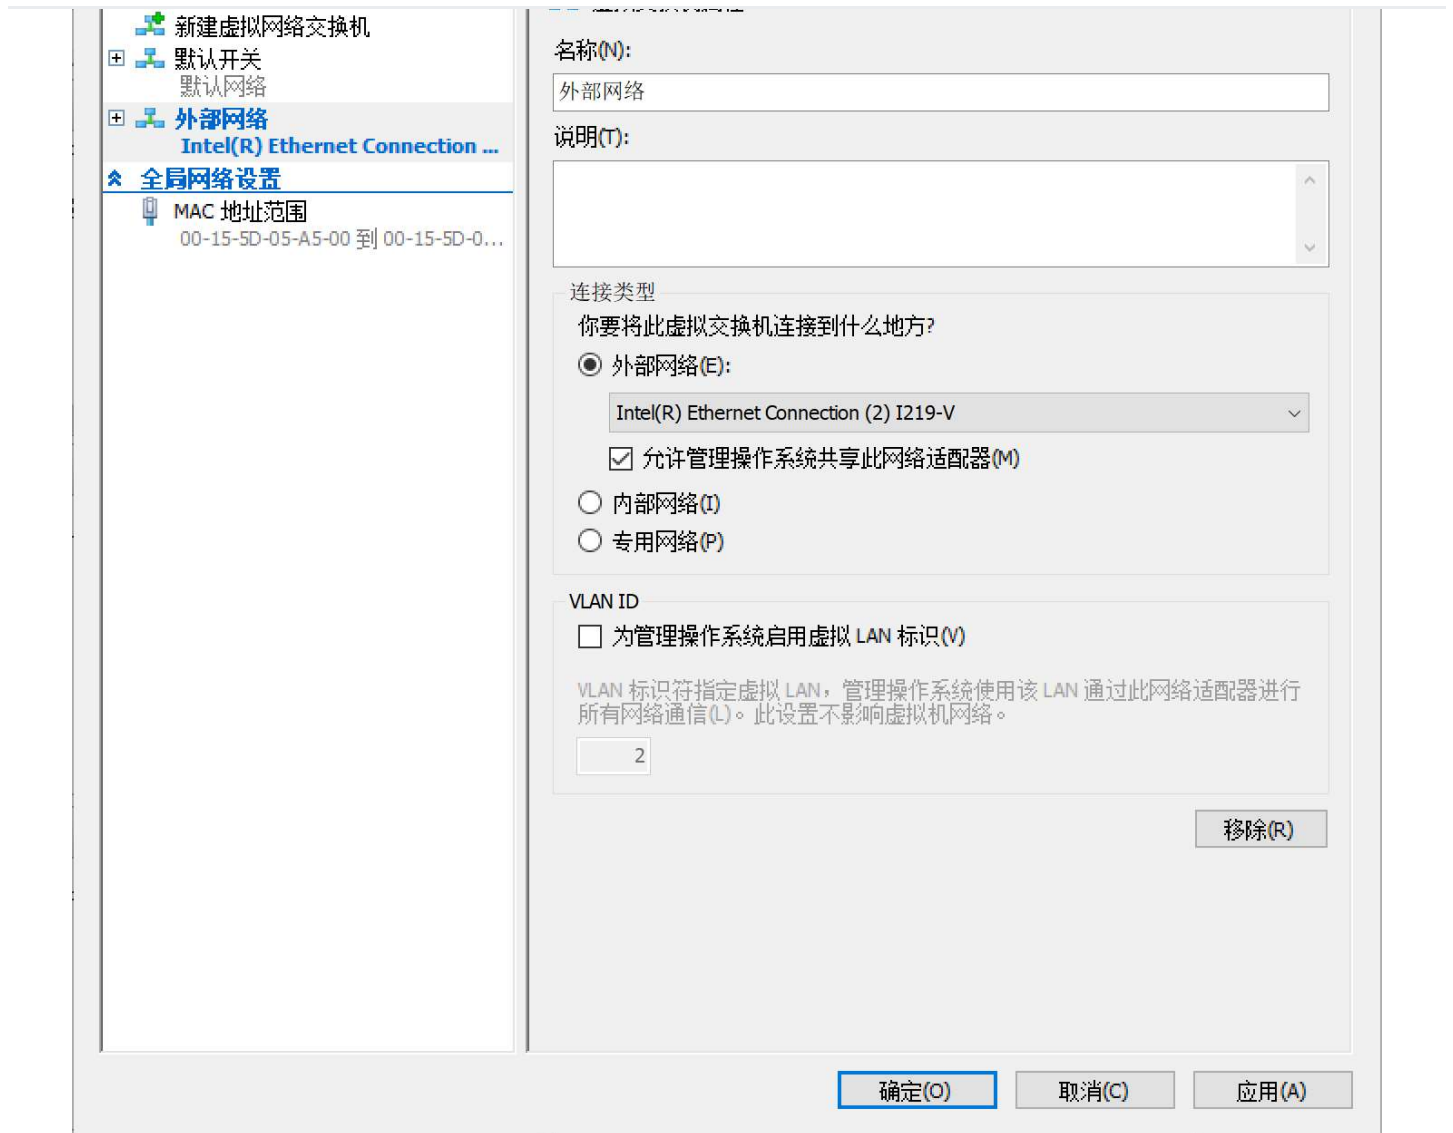 新建虚拟网络交换机
默认开关
默认网络
外部网络
Intel(R) Ethernet Connection ...
全局网络设置
MAC 地址范围
00-15-5D-05-A5-00 到 00-15-5D-0...
名称(N):
外部网络
说明(T):
连接类型
你要将此虚拟交换机连接到什么地方?
外部网络(E):
Intel(R) Ethernet Connection (2) I219-V
允许管理操作系统共享此网络适配器(M)
内部网络(I)
专用网络(P)
VLAN ID
为管理操作系统启用虚拟 LAN 标识(V)
VLAN 标识符指定虚拟 LAN，管理操作系统使用该 LAN 通过此网络适配器进行
所有网络通信(L)。此设置不影响虚拟机网络。
2
移除(R)
确定(O)
取消(C)
应用(A)